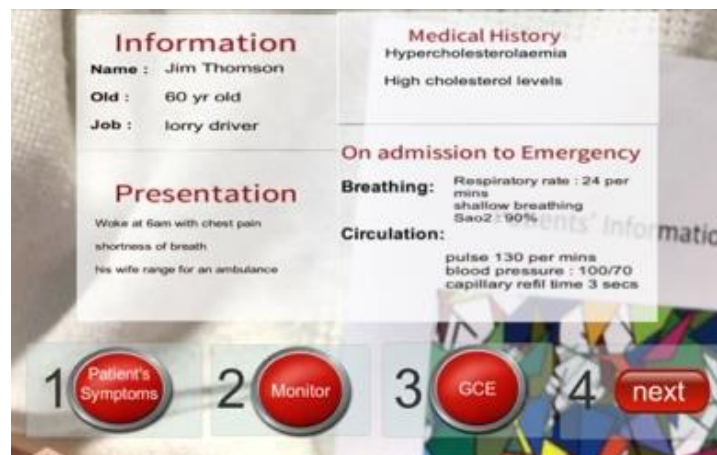 Information
Name : Jim Thomson
Old : 60 yr old
Job : lorry driver
Presentation
Woke at 6am with chest pain
shortness of breath
his wife range for an ambulance
Medical History
Hypercholesterolaemia
High cholesterol levels
On admission to Emergency
Breathing: Respiratory rate : 24 per
mins
shallow breathing
Sao2 : 90%
Circulation:
pulse 130 per mins
blood pressure : 100/70
capillary refil time 3 secs
ents' Informatio
1 Patient's
Symptoms
2 Monitor
3 GCE
4 next